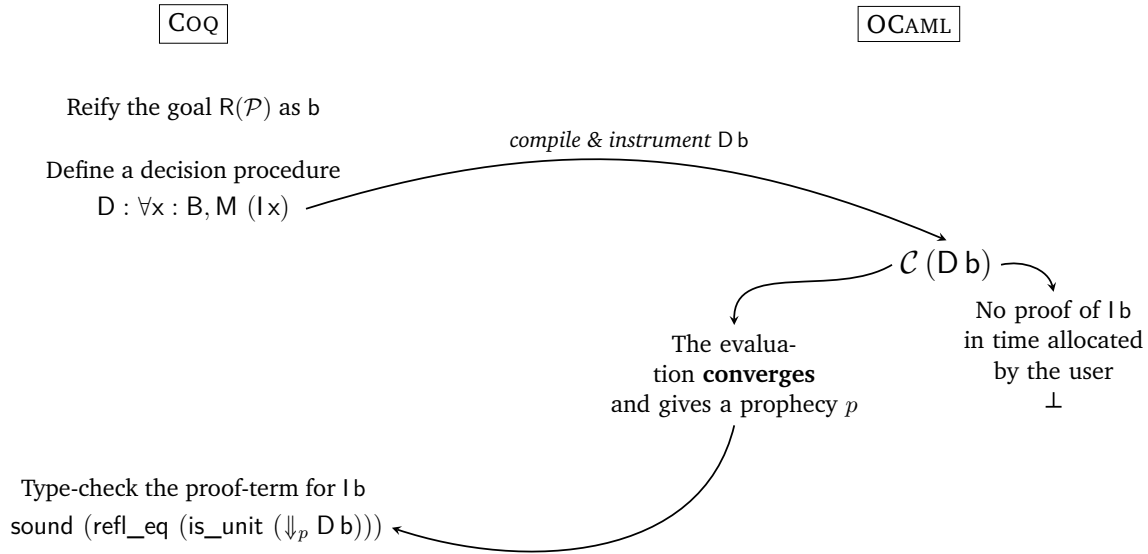 COQ
OCAML
Reify the goal R(𝒫) as b
compile & instrument D b
Define a decision procedure
D : ∀x : B, M (I x)
𝒞 (D b)
No proof of I b
in time allocated
by the user
⊥
The evalua-
tion converges
and gives a prophecy p
Type-check the proof-term for I b
sound (refl_eq (is_unit (⇓p D b)))